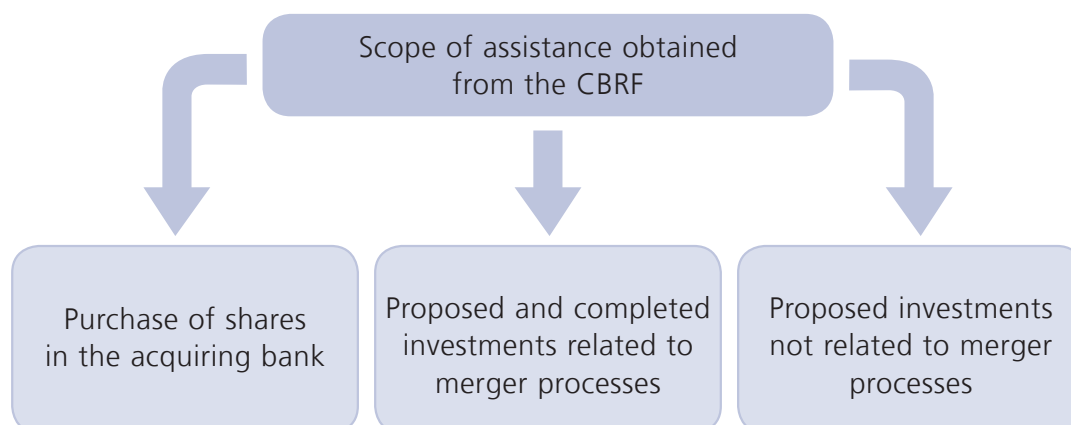 Scope of assistance obtained
from the CBRF
Purchase of shares
in the acquiring bank
Proposed and completed
investments related to
merger processes
Proposed investments
not related to merger
processes